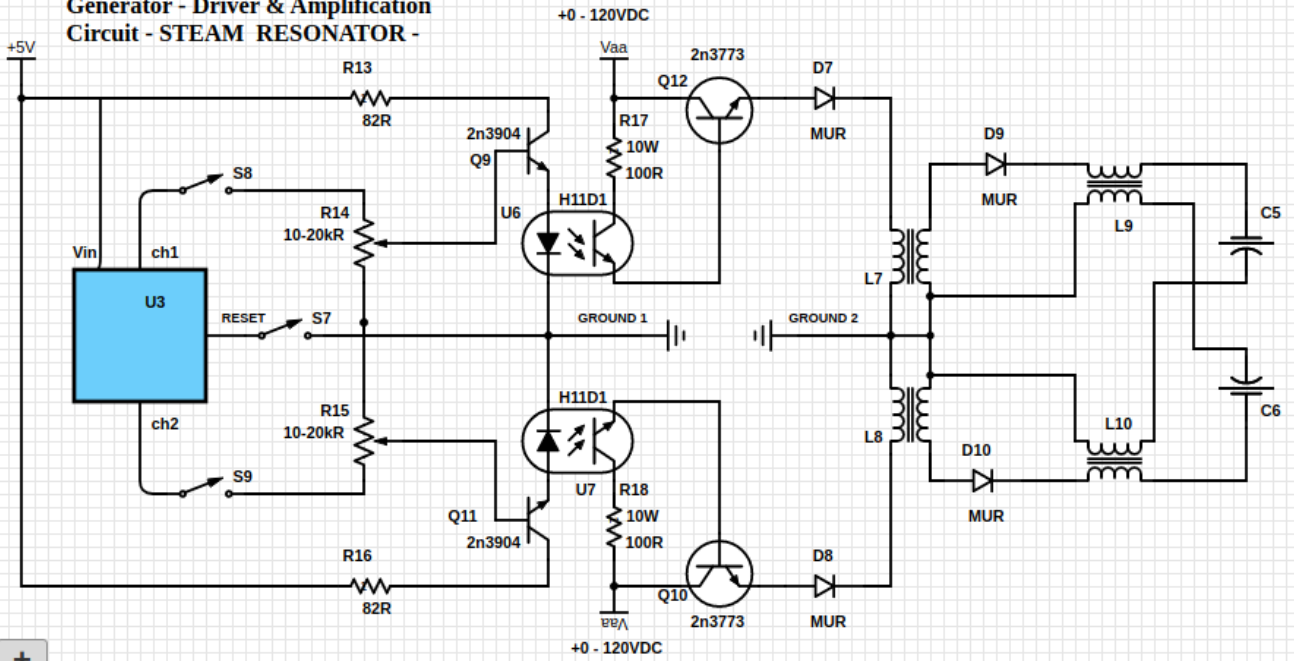 Generator - Driver & Amplification
Circuit - STEAM RESONATOR -
+0 - 120VDC
+5V
Vaa
2n3773
R13
Q12
D7
82R
R17
2n3904
10W
MUR
D9
Q9
100R
S8
H11D1
MUR
R14
U6
C5
10-20kR
L9
Vin
ch1
L7
U3
RESET
S7
GROUND 1
GROUND 2
H11D1
R15
C6
ch2
10-20kR
L8
L10
D10
S9
U7
R18
Q11
10W
MUR
2n3904
100R
R16
D8
Q10
82R
2n3773
MUR
Vaa
+0 - 120VDC
+